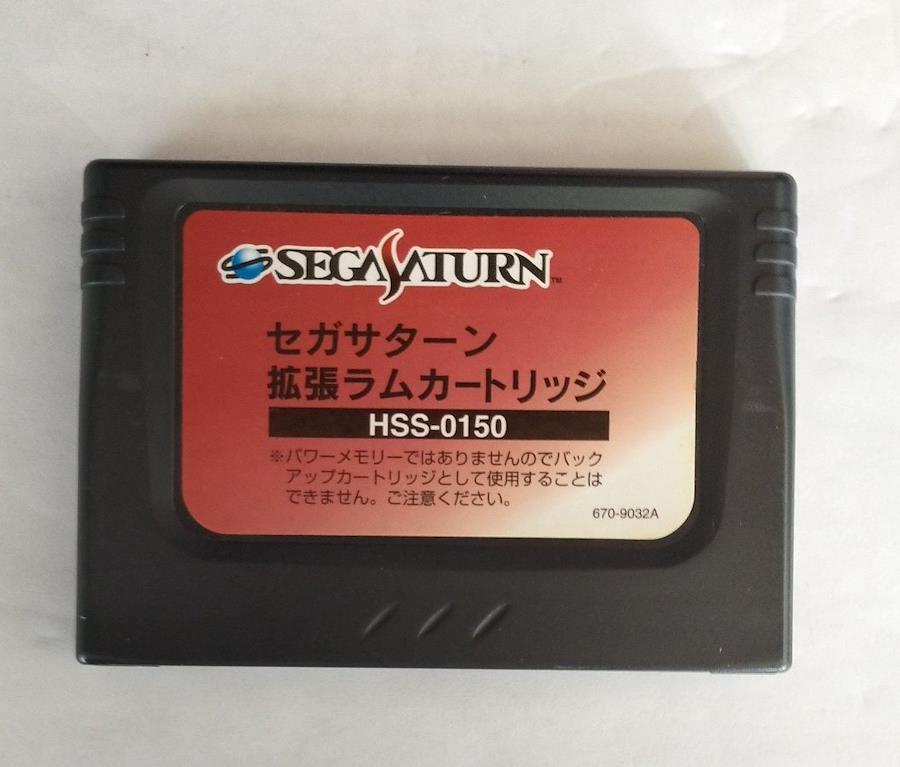 SEGA SATURN™
セガサターン
拡張ラムカートリッジ
HSS-0150
※パワーメモリーではありませんのでバック
アップカートリッジとして使用することは
できません。ご注意ください。
670-9032A